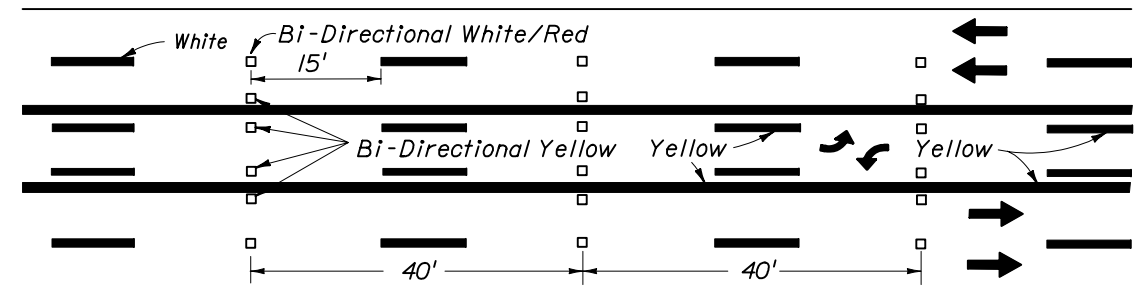 White
Bi-Directional White/Red
15'
Bi-Directional Yellow
Yellow
Yellow
40'
40'